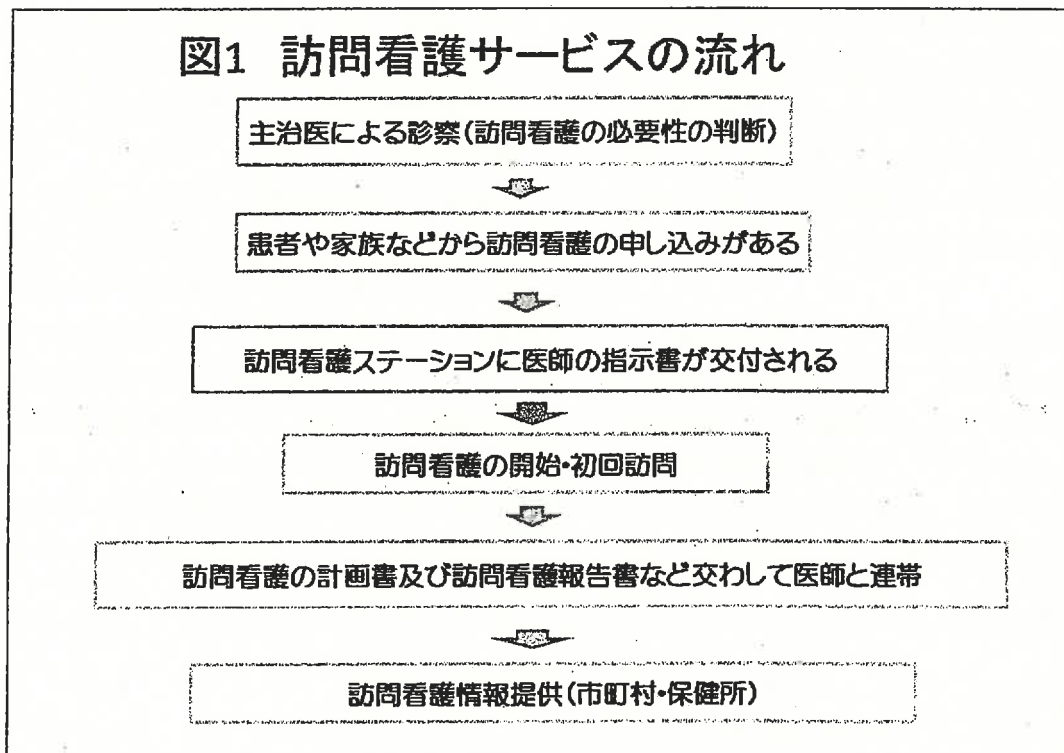 図1 訪問看護サービスの流れ
主治医による診察(訪問看護の必要性の判断)
患者や家族などから訪問看護の申し込みがある
訪問看護ステーションに医師の指示書が交付される
訪問看護の開始・初回訪問
訪問看護の計画書及び訪問看護報告書など交わして医師と連帯
訪問看護情報提供(市町村・保健所)